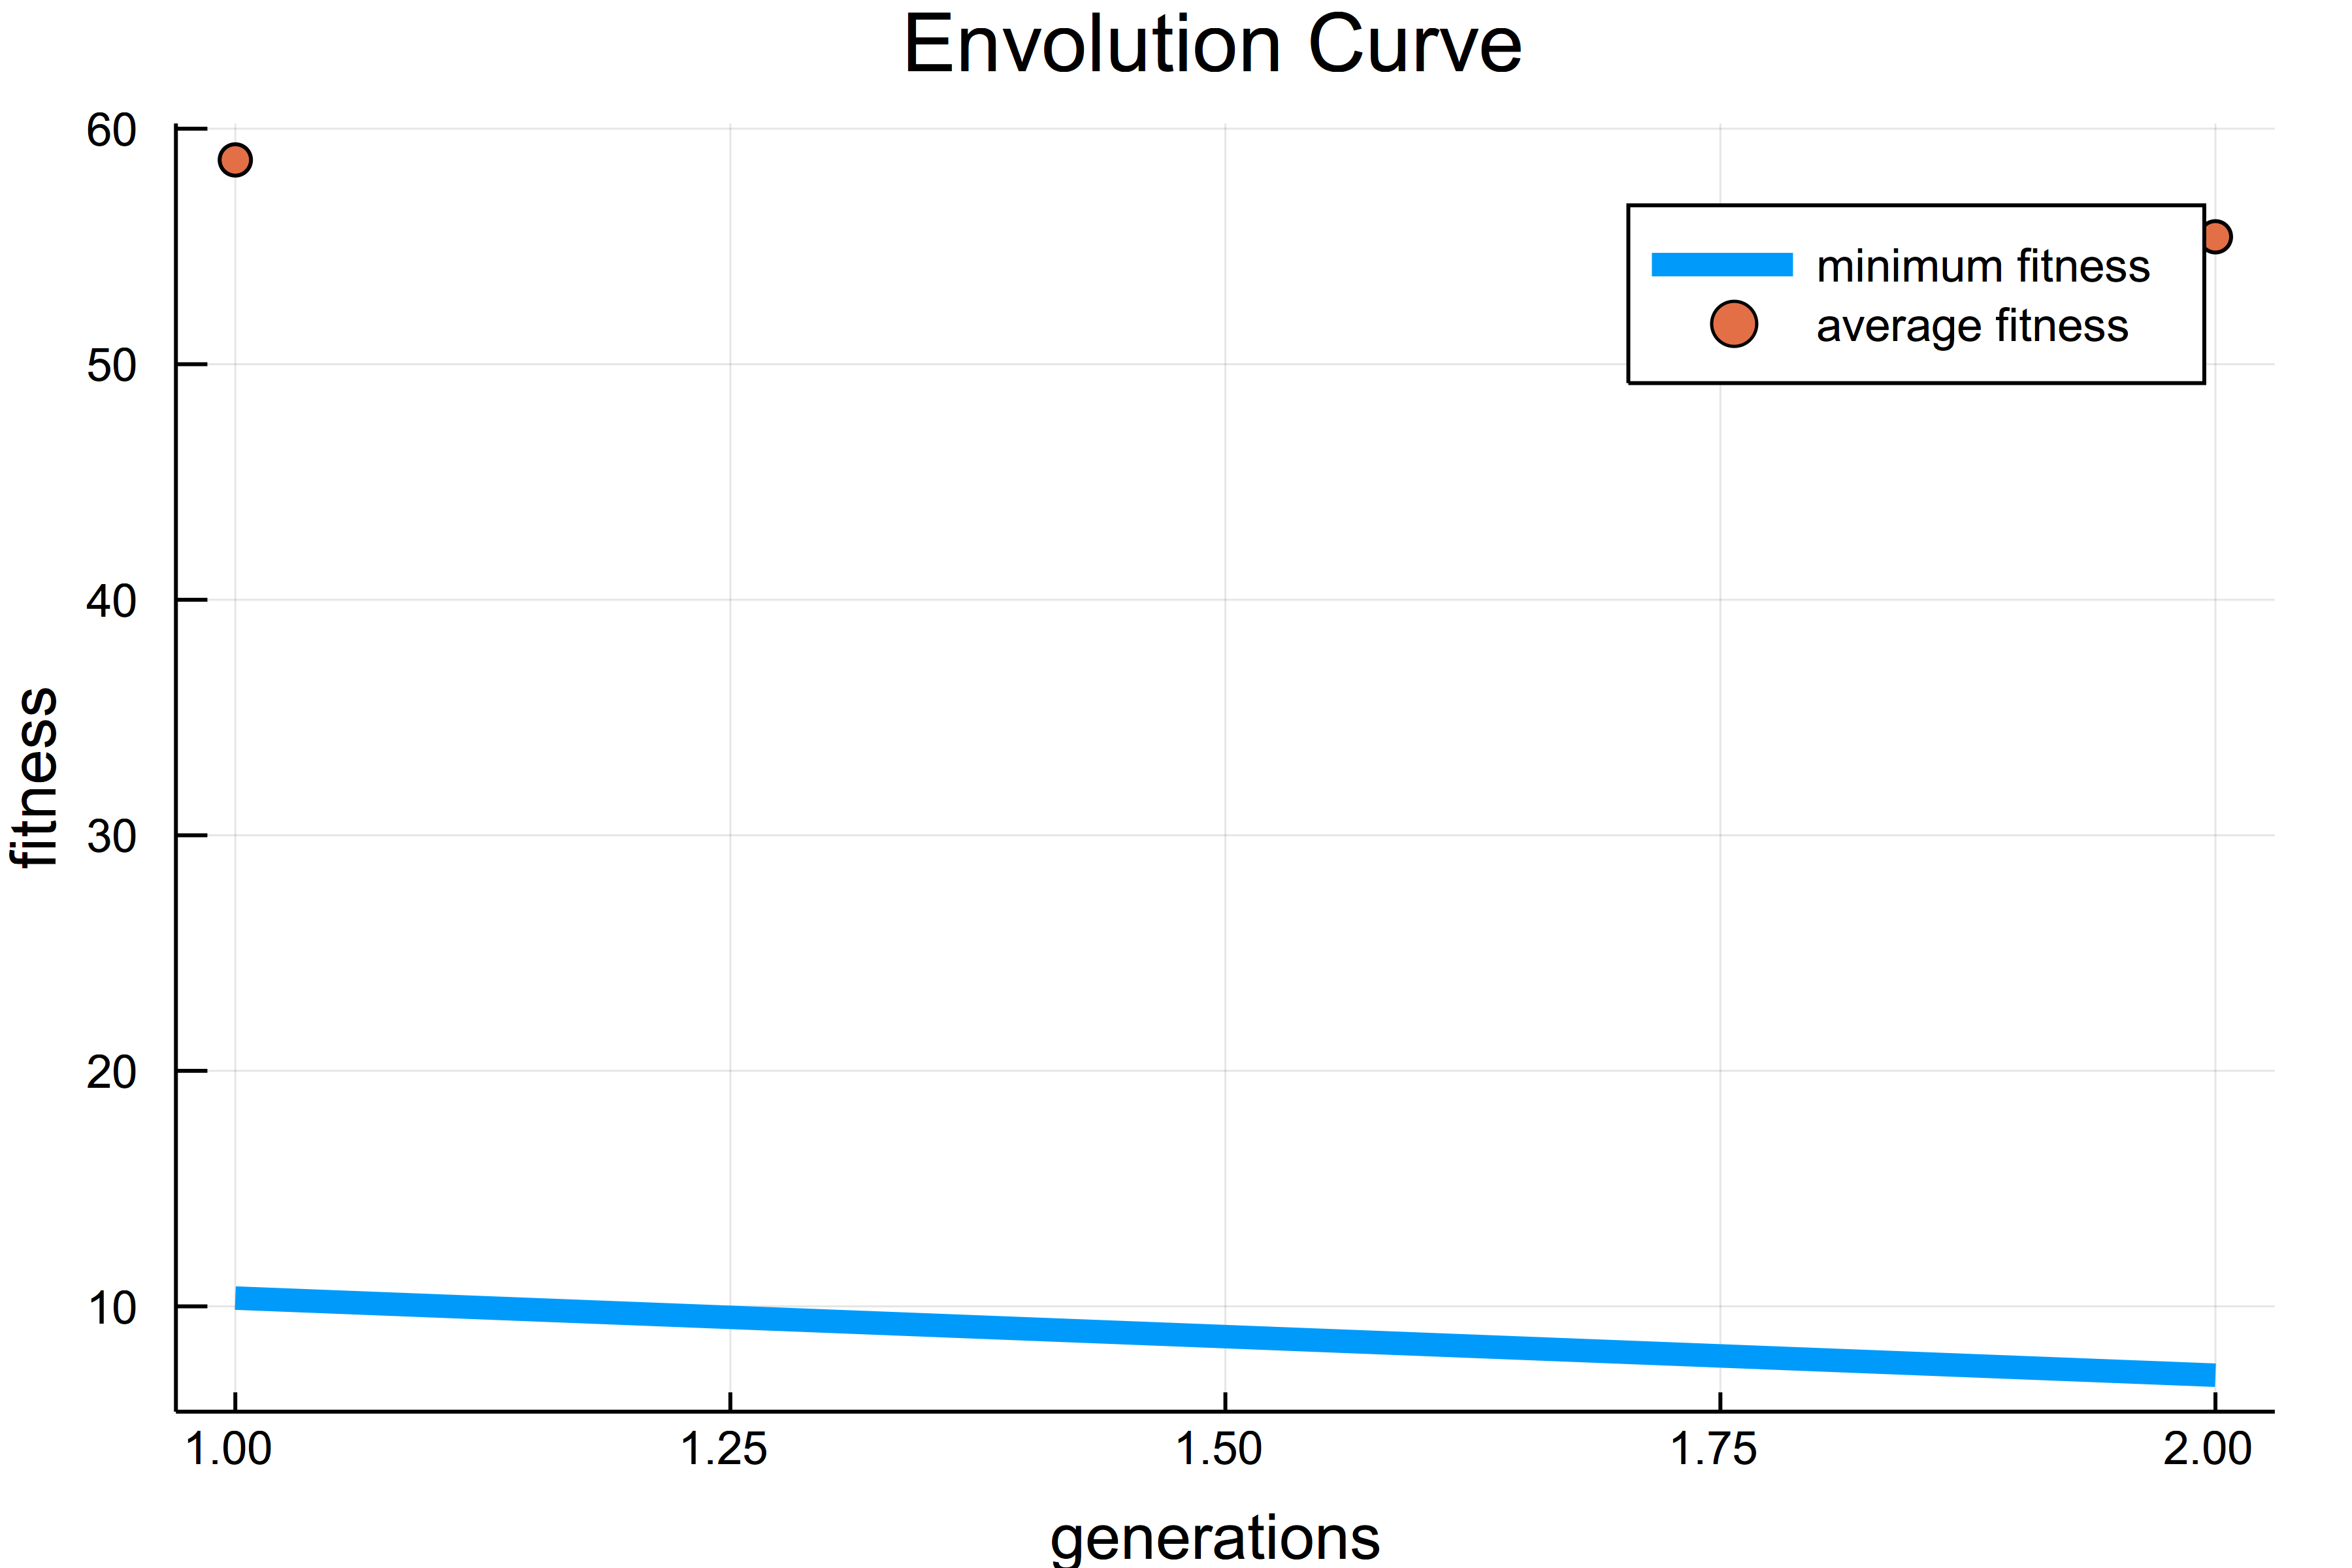 Envolution Curve
60
minimum fitness
average fitness
50
40
fitness
30
20
10
1.00 1.25 1.50 1.75 2.00
generations